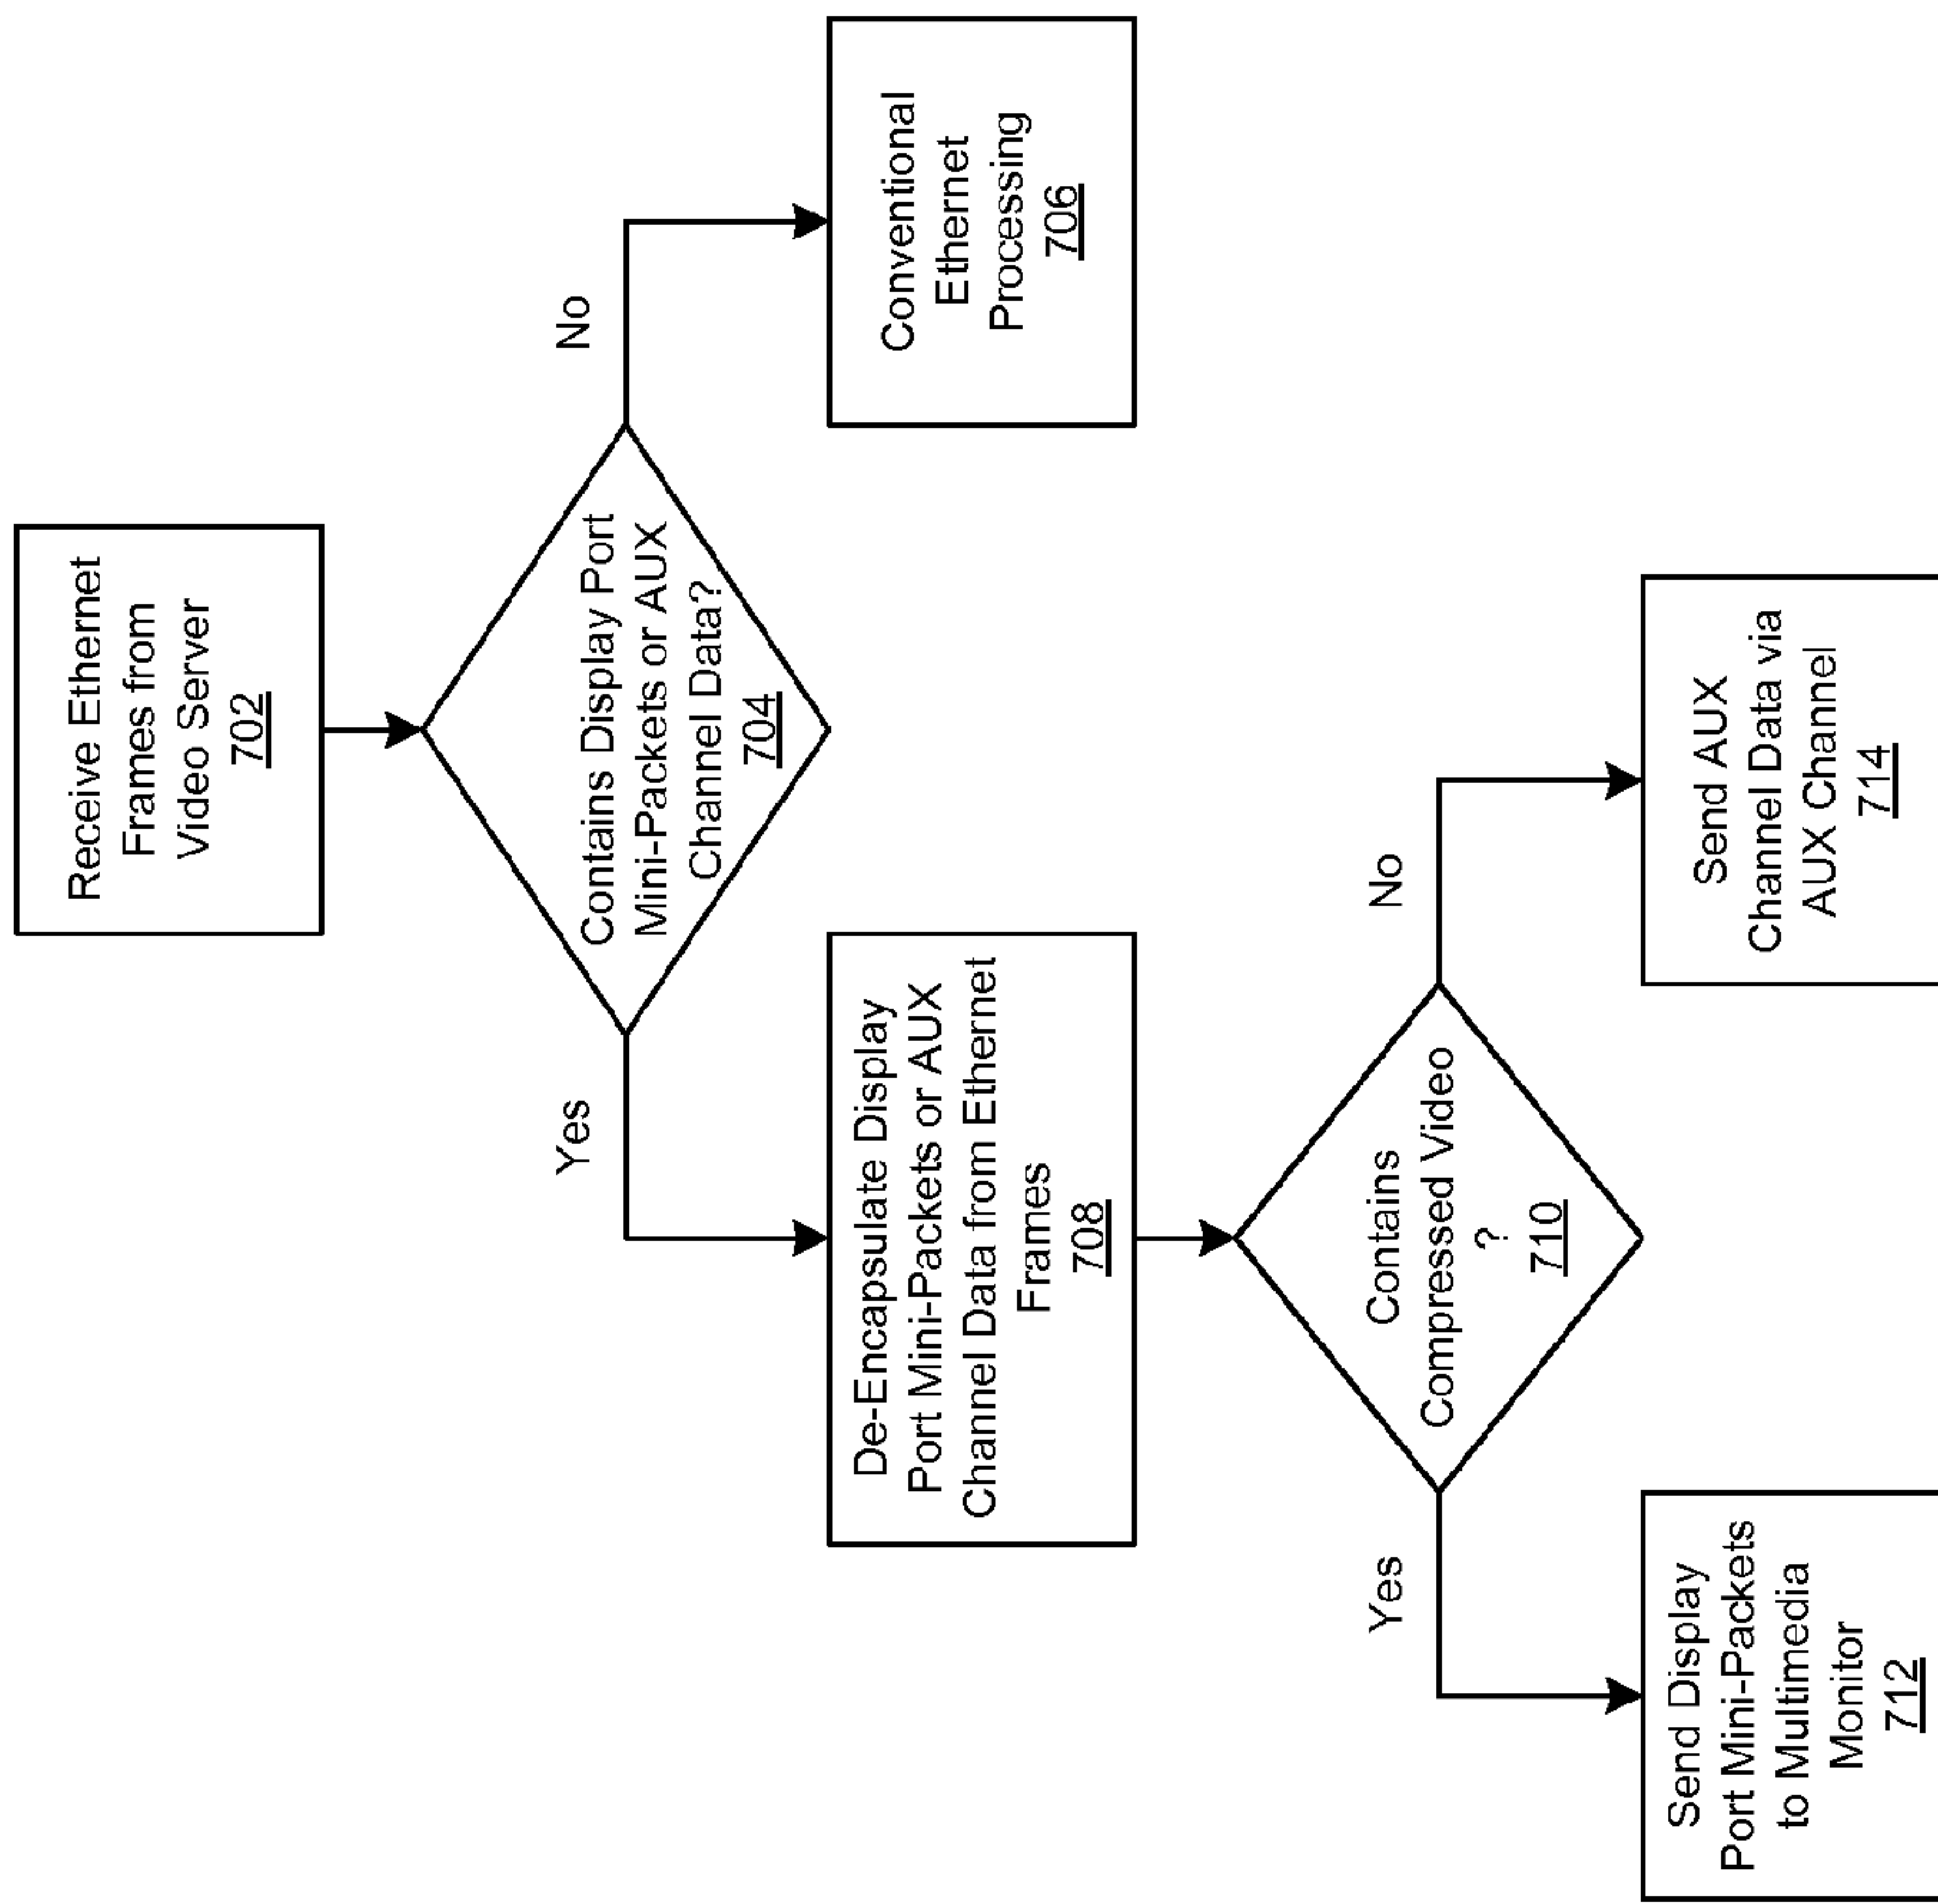 Receive Ethernet
Frames from
Video Server
702
Contains Display Port
Mini-Packets or AUX
Channel Data?
704
Yes
No
De-Encapsulate Display
Port Mini-Packets or AUX
Channel Data from Ethernet
Frames
708
Conventional
Ethernet
Processing
706
Contains
Compressed Video
?
710
Yes
No
Send Display
Port Mini-Packets
to Multimedia
Monitor
712
Send AUX
Channel Data via
AUX Channel
714